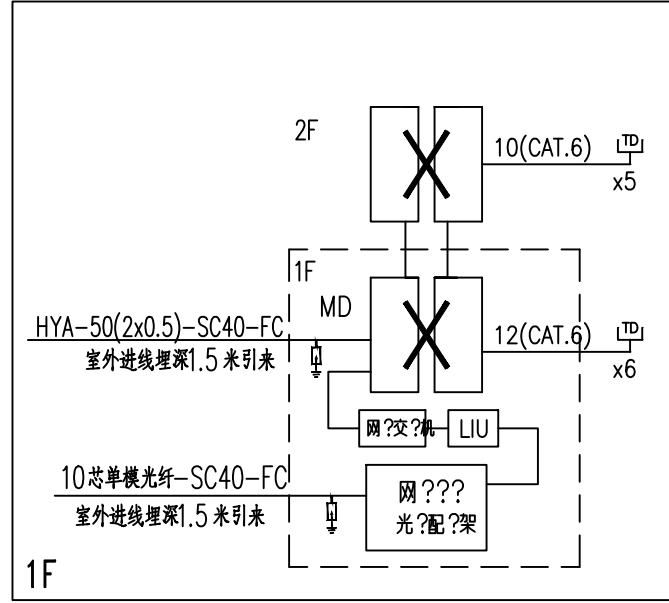 2F
10(CAT.6)
TD
x5
1F
MD
HYA-50(2x0.5)-SC40-FC
室外进线埋深1.5米引来
12(CAT.6)
TD
x6
网?交?机
LIU
10芯单模光纤-SC40-FC
室外进线埋深1.5米引来
网???
光?配?架
1F